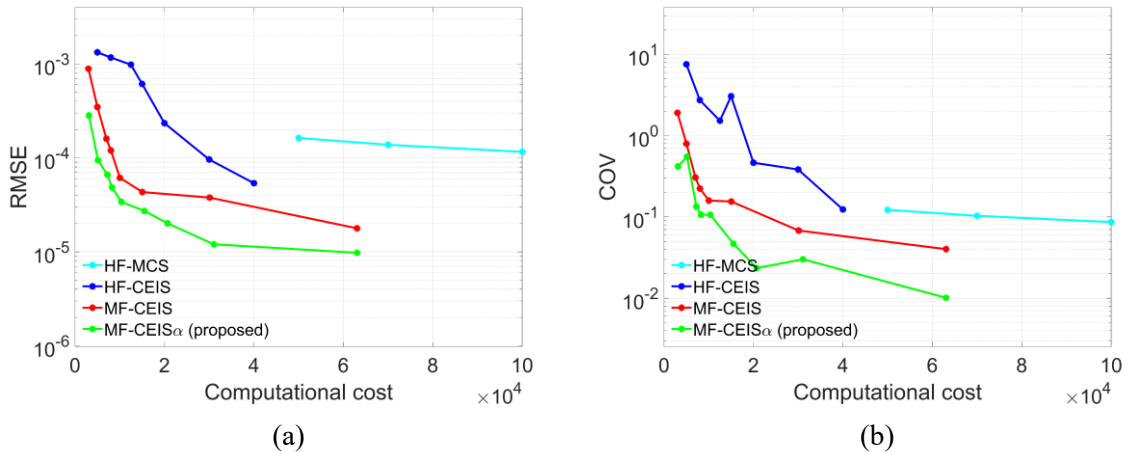 10^-3
10^-4
10^-5
10^-6
RMSE
HF-MCS
HF-CEIS
MF-CEIS
MF-CEISα (proposed)
0 2 4 6 8 10
Computational cost ×10^4
(a)
10^1
10^0
10^-1
10^-2
COV
HF-MCS
HF-CEIS
MF-CEIS
MF-CEISα (proposed)
0 2 4 6 8 10
Computational cost ×10^4
(b)